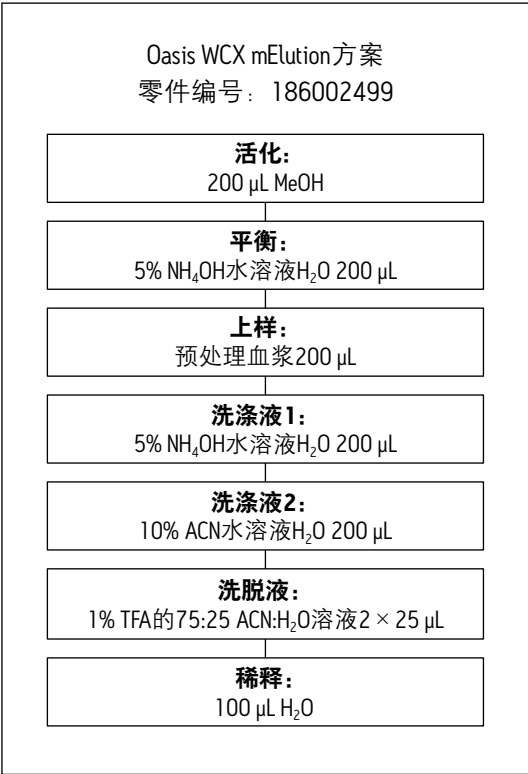 Oasis WCX mElution方案
零件编号：186002499
活化：
200 µL MeOH
平衡：
5% NH₄OH水溶液H₂O 200 µL
上样：
预处理血浆200 µL
洗涤液1：
5% NH₄OH水溶液H₂O 200 µL
洗涤液2：
10% ACN水溶液H₂O 200 µL
洗脱液：
1% TFA的75:25 ACN:H₂O溶液2 × 25 µL
稀释：
100 µL H₂O